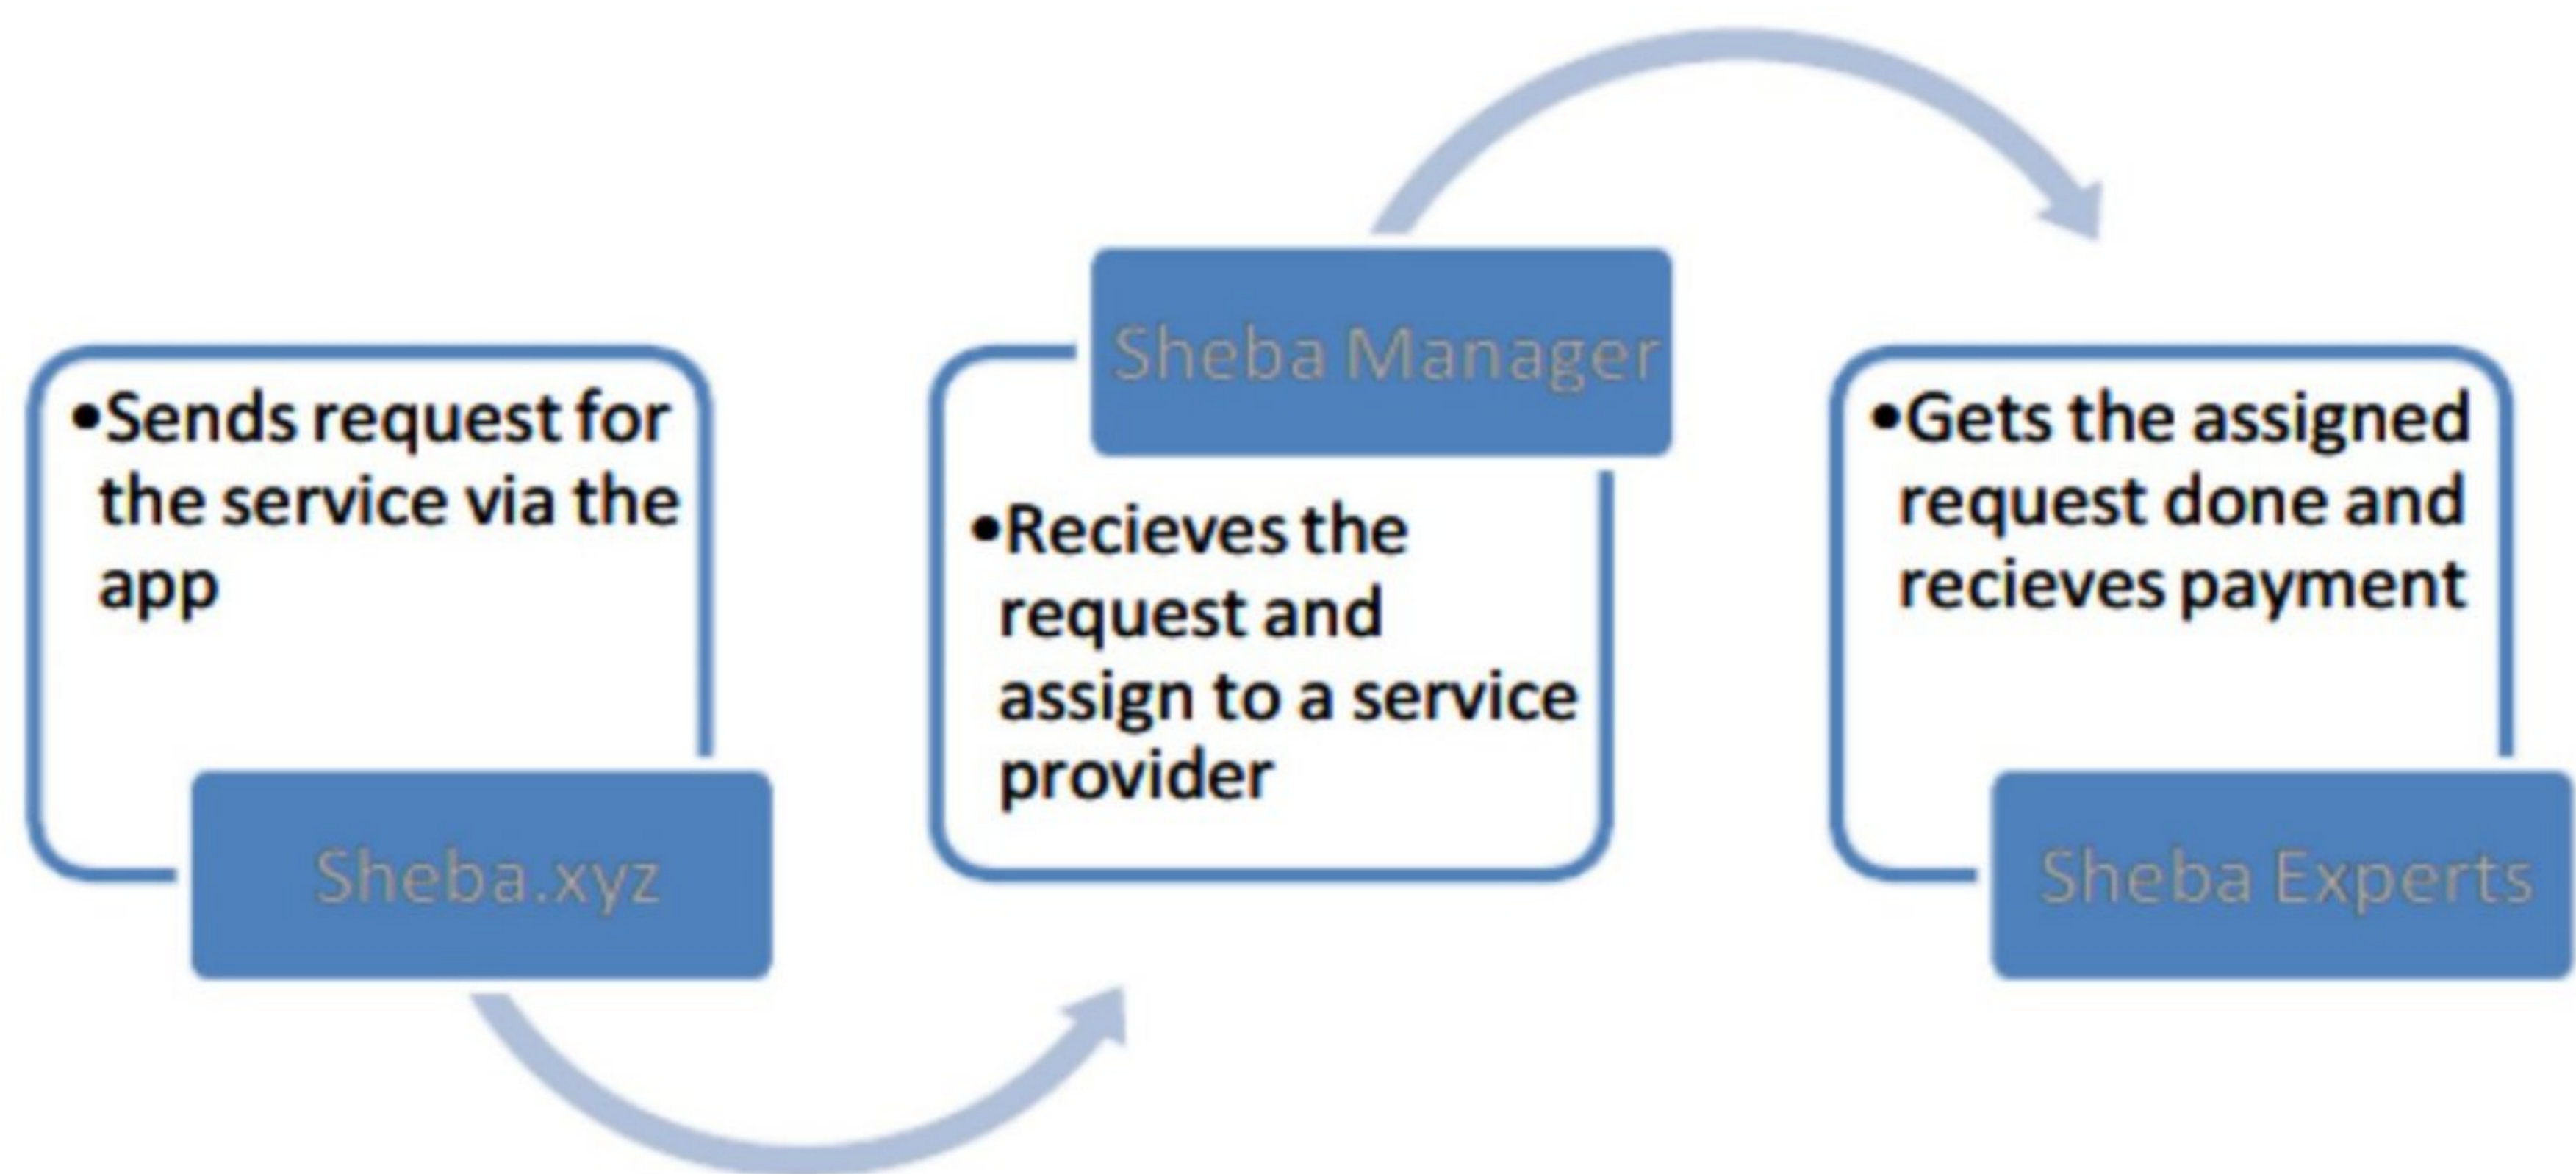 •Sends request for
the service via the
app
Sheba.xyz
Sheba Manager
•Recieves the
request and
assign to a service
provider
•Gets the assigned
request done and
recieves payment
Sheba Experts